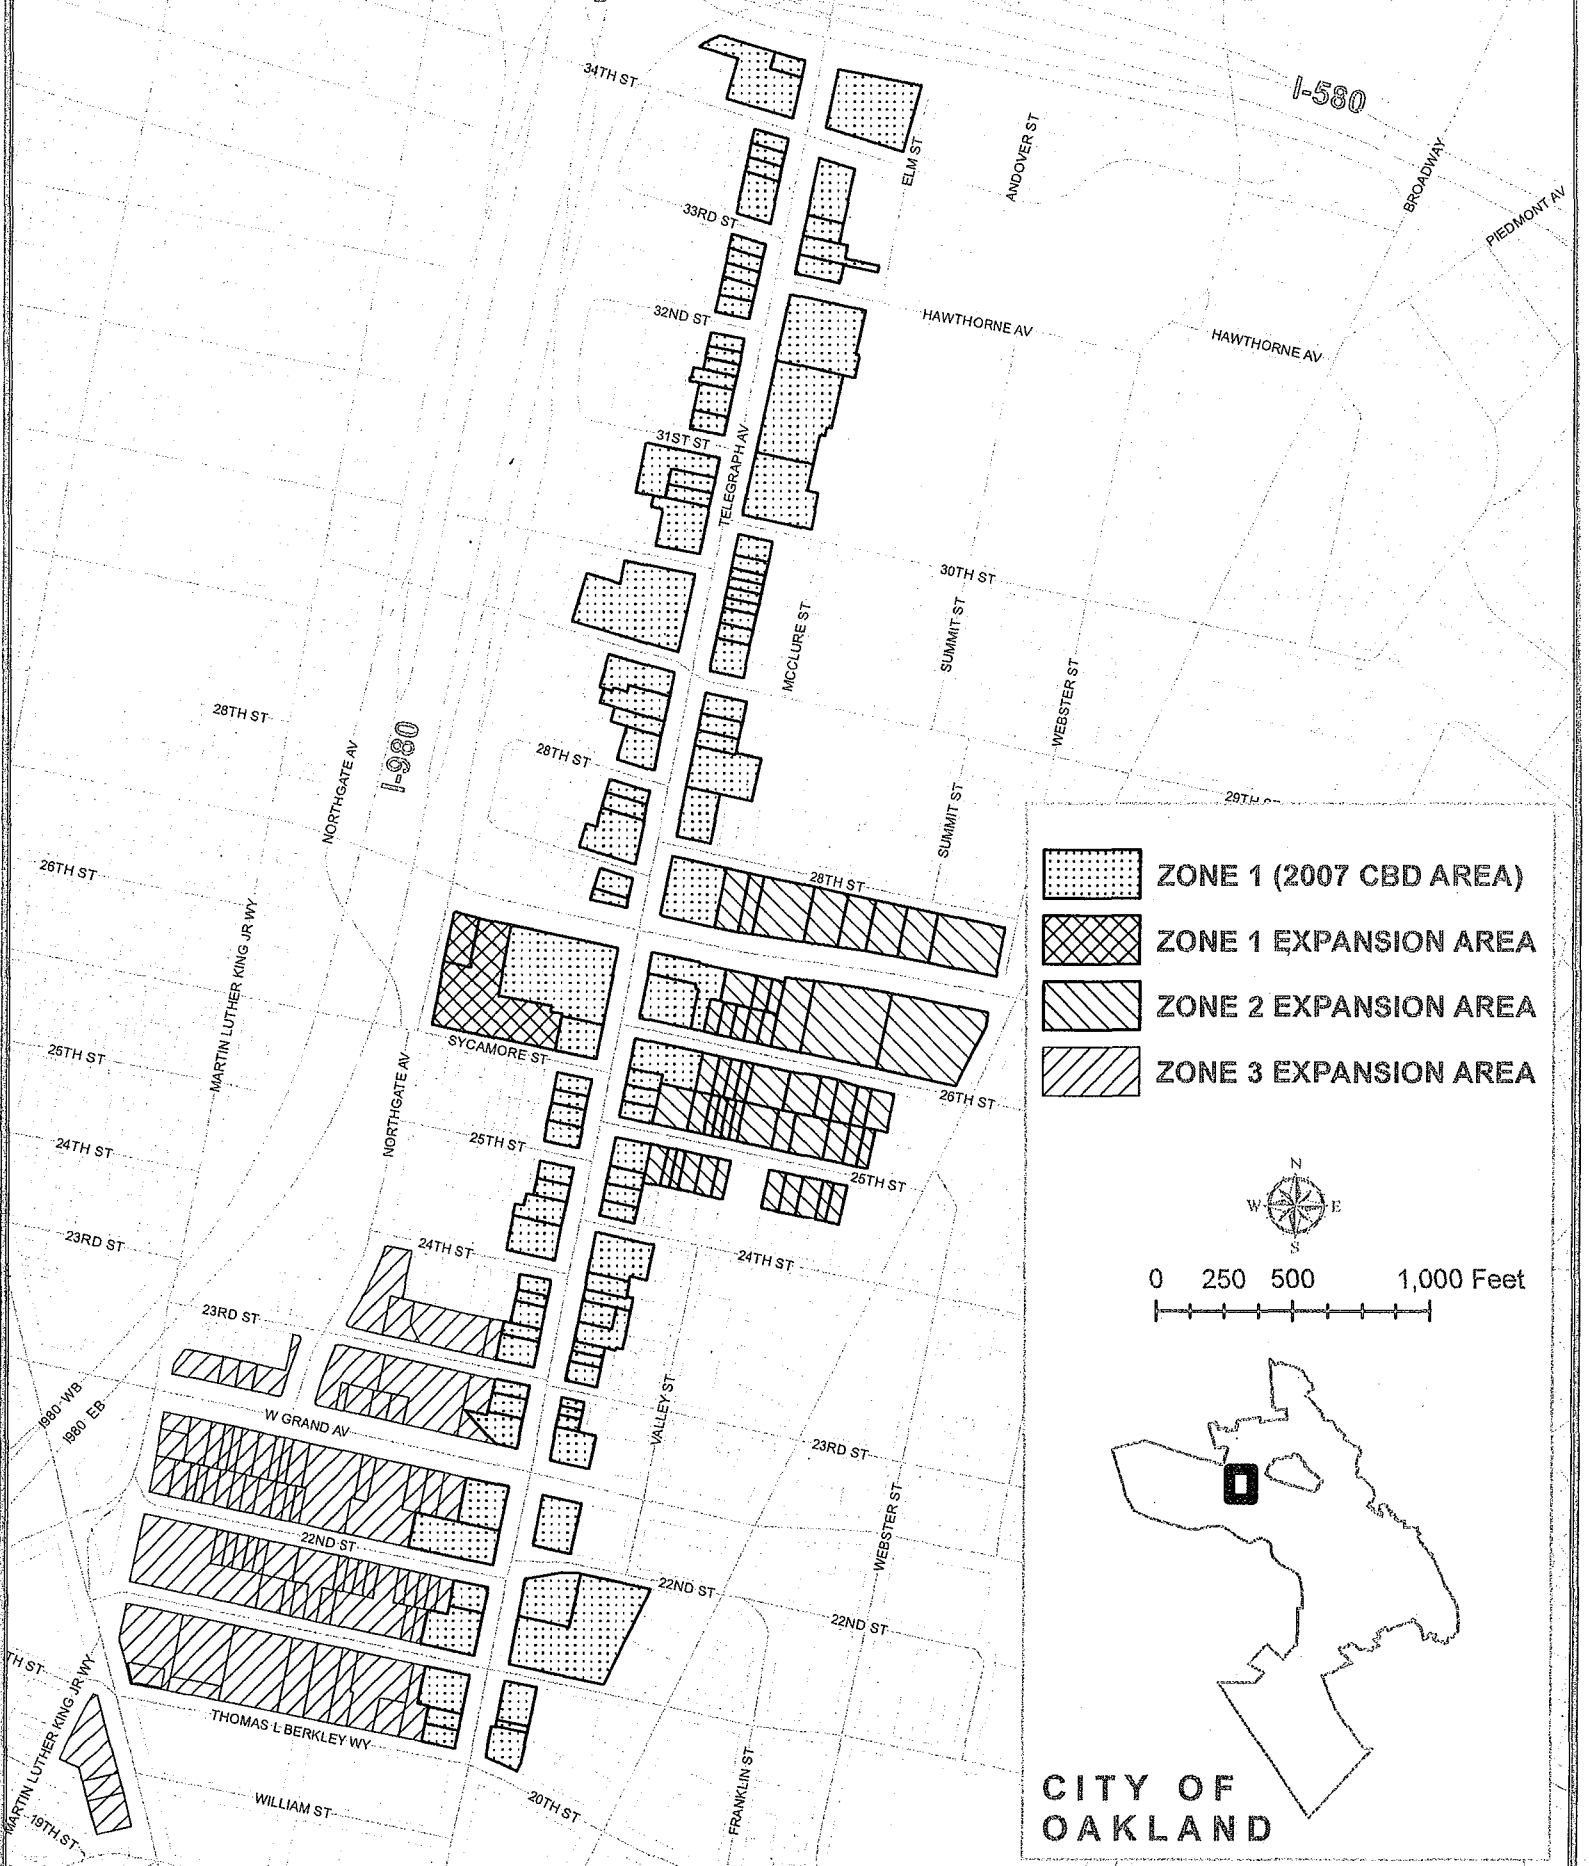 34TH ST
I-580
ELM ST
ANDOVER ST
BROADWAY
PIEDMONT AV
33RD ST
32ND ST
HAWTHORNE AV
HAWTHORNE AV
31ST ST
TELEGRAPH AV
30TH ST
MCCLURE ST
SUMMIT ST
WEBSTER ST
28TH ST
NORTHGATE AV
I-980
28TH ST
SUMMIT ST
29TH
26TH ST
28TH ST
MARTIN LUTHER KING JR WY
ZONE 1 (2007 CBD AREA)
ZONE 1 EXPANSION AREA
ZONE 2 EXPANSION AREA
ZONE 3 EXPANSION AREA
25TH ST
SYCAMORE ST
NORTHGATE AV
26TH ST
24TH ST
25TH ST
25TH ST
N
W
E
S
23RD ST
24TH ST
24TH ST
0 250 500 1,000 Feet
23RD ST
I980 WB
I980 EB
W GRAND AV
VALLEY ST
23RD ST
WEBSTER ST
22ND ST
22ND ST
22ND ST
TH ST
MARTIN LUTHER KING JR WY
THOMAS L BERKLEY WY
WILLIAM ST
20TH ST
FRANKLIN ST
19TH ST
CITY OF
OAKLAND